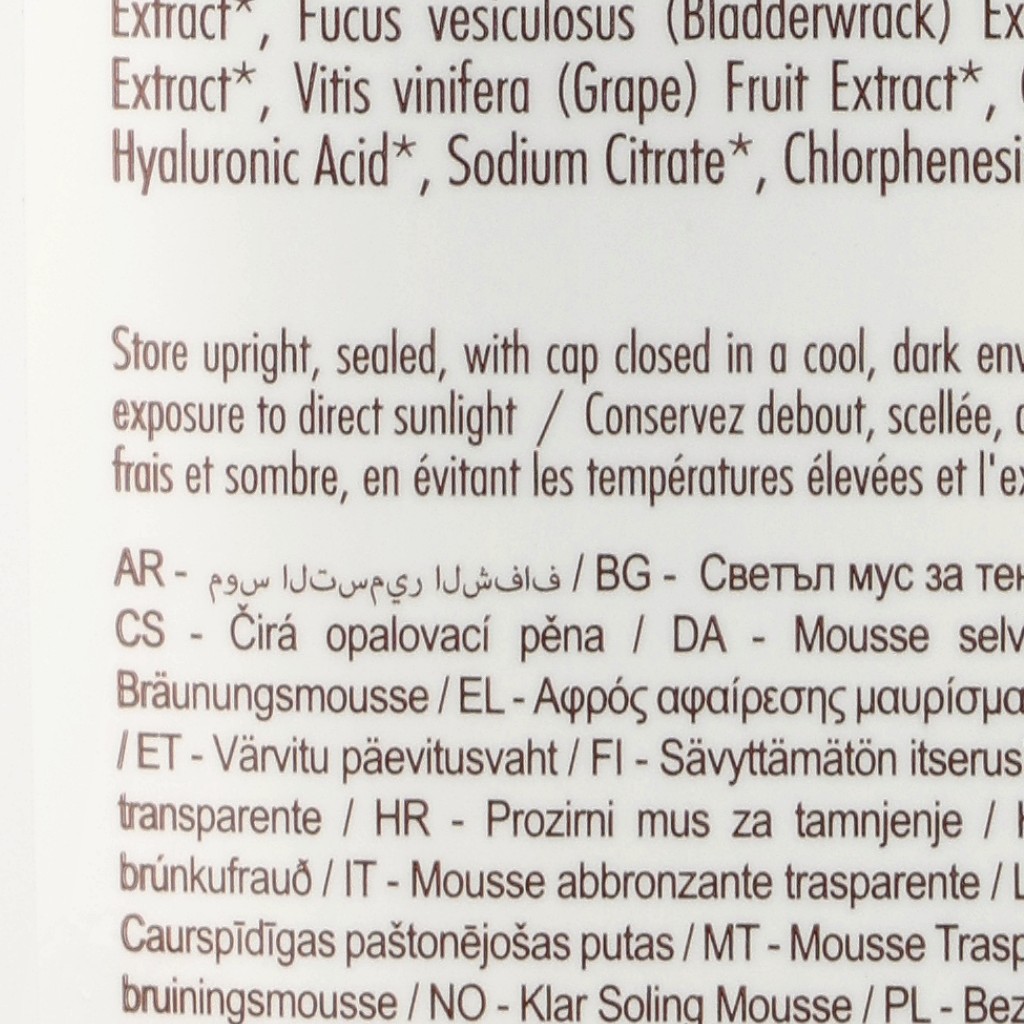 Extract*, Fucus vesiculosus (Bladderwrack) Ex
Extract*, Vitis vinifera (Grape) Fruit Extract*,
Hyaluronic Acid*, Sodium Citrate*, Chlorphenesi
Store upright, sealed, with cap closed in a cool, dark env
exposure to direct sunlight / Conservez debout, scellée,
frais et sombre, en évitant les températures élevées et l'ex
AR - موس التسمير الشفاف / BG - Светъл мус за тен
CS - Čirá opalovací pěna / DA - Mousse selv
Bräunungsmousse / EL - Αφρός αφαίρεσης μαυρίσμα
/ ET - Värvitu päevitusvaht / FI - Sävyttämätön itserus
transparente / HR - Prozirni mus za tamnjenje /
brúnkufrauð / IT - Mousse abbronzante trasparente / L
Caurspīdīgas paštonējošas putas / MT - Mousse Trasp
bruiningsmousse / NO - Klar Soling Mousse / PL - Bez